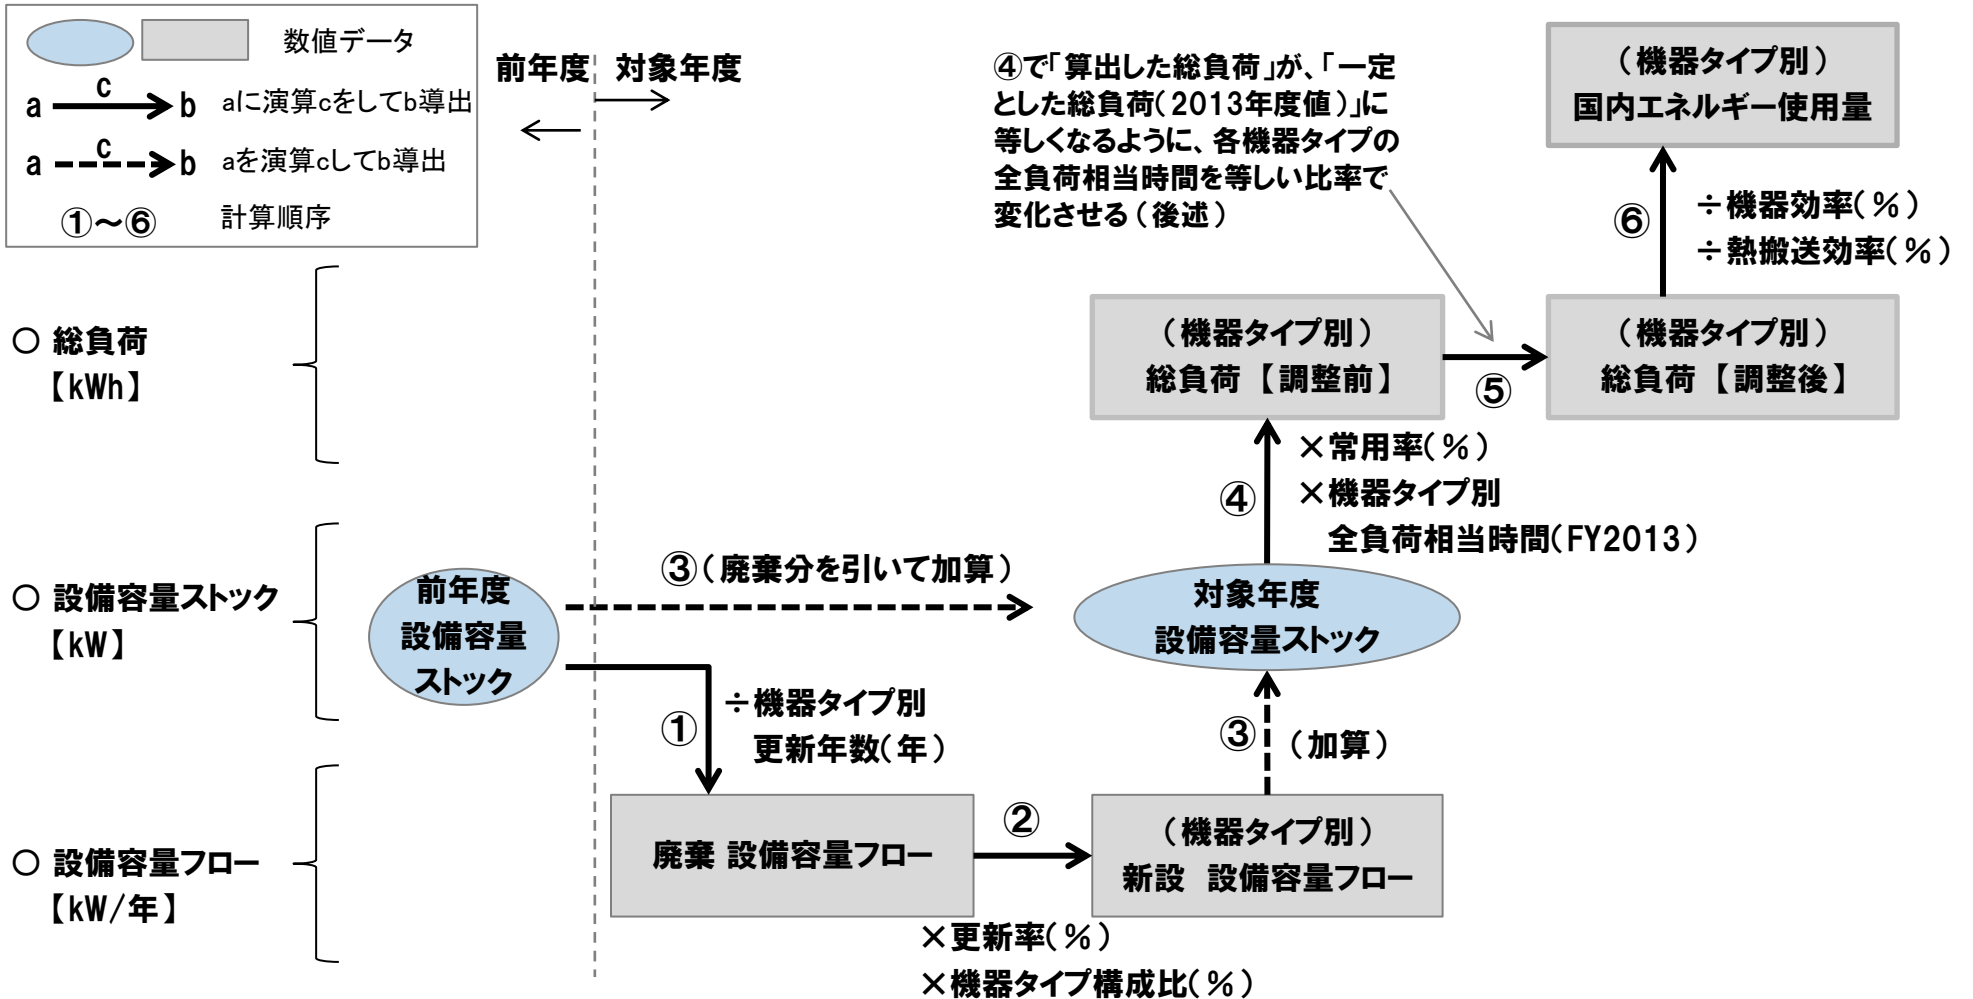 数値データ
a c b aに演算cをしてb導出
a c b aを演算cしてb導出
①～⑥ 計算順序
前年度 対象年度
④で「算出した総負荷」が、「一定
とした総負荷(2013年度値)」に
等しくなるように、各機器タイプの
全負荷相当時間を等しい比率で
変化させる(後述)
(機器タイプ別)
国内エネルギー使用量
⑥
÷機器効率(%)
÷熱搬送効率(%)
○ 総負荷
【kWh】
(機器タイプ別)
総負荷【調整前】
⑤
(機器タイプ別)
総負荷【調整後】
④
×常用率(%)
×機器タイプ別
全負荷相当時間(FY2013)
○ 設備容量ストック
【kW】
前年度
設備容量
ストック
③(廃棄分を引いて加算)
対象年度
設備容量ストック
①
÷機器タイプ別
更新年数(年)
③ (加算)
○ 設備容量フロー
【kW/年】
廃棄 設備容量フロー
②
(機器タイプ別)
新設 設備容量フロー
×更新率(%)
×機器タイプ構成比(%)